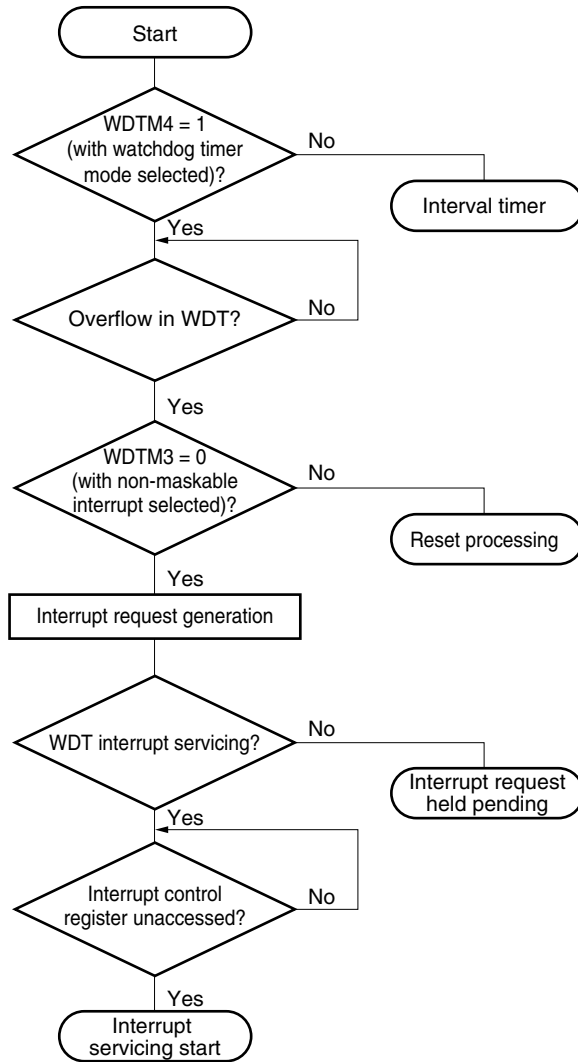 Start
WDTM4 = 1
(with watchdog timer
mode selected)?
No
Interval timer
Yes
Overflow in WDT?
No
Yes
WDTM3 = 0
(with non-maskable
interrupt selected)?
No
Reset processing
Yes
Interrupt request generation
WDT interrupt servicing?
No
Interrupt request
held pending
Yes
Interrupt control
register unaccessed?
No
Yes
Interrupt
servicing start